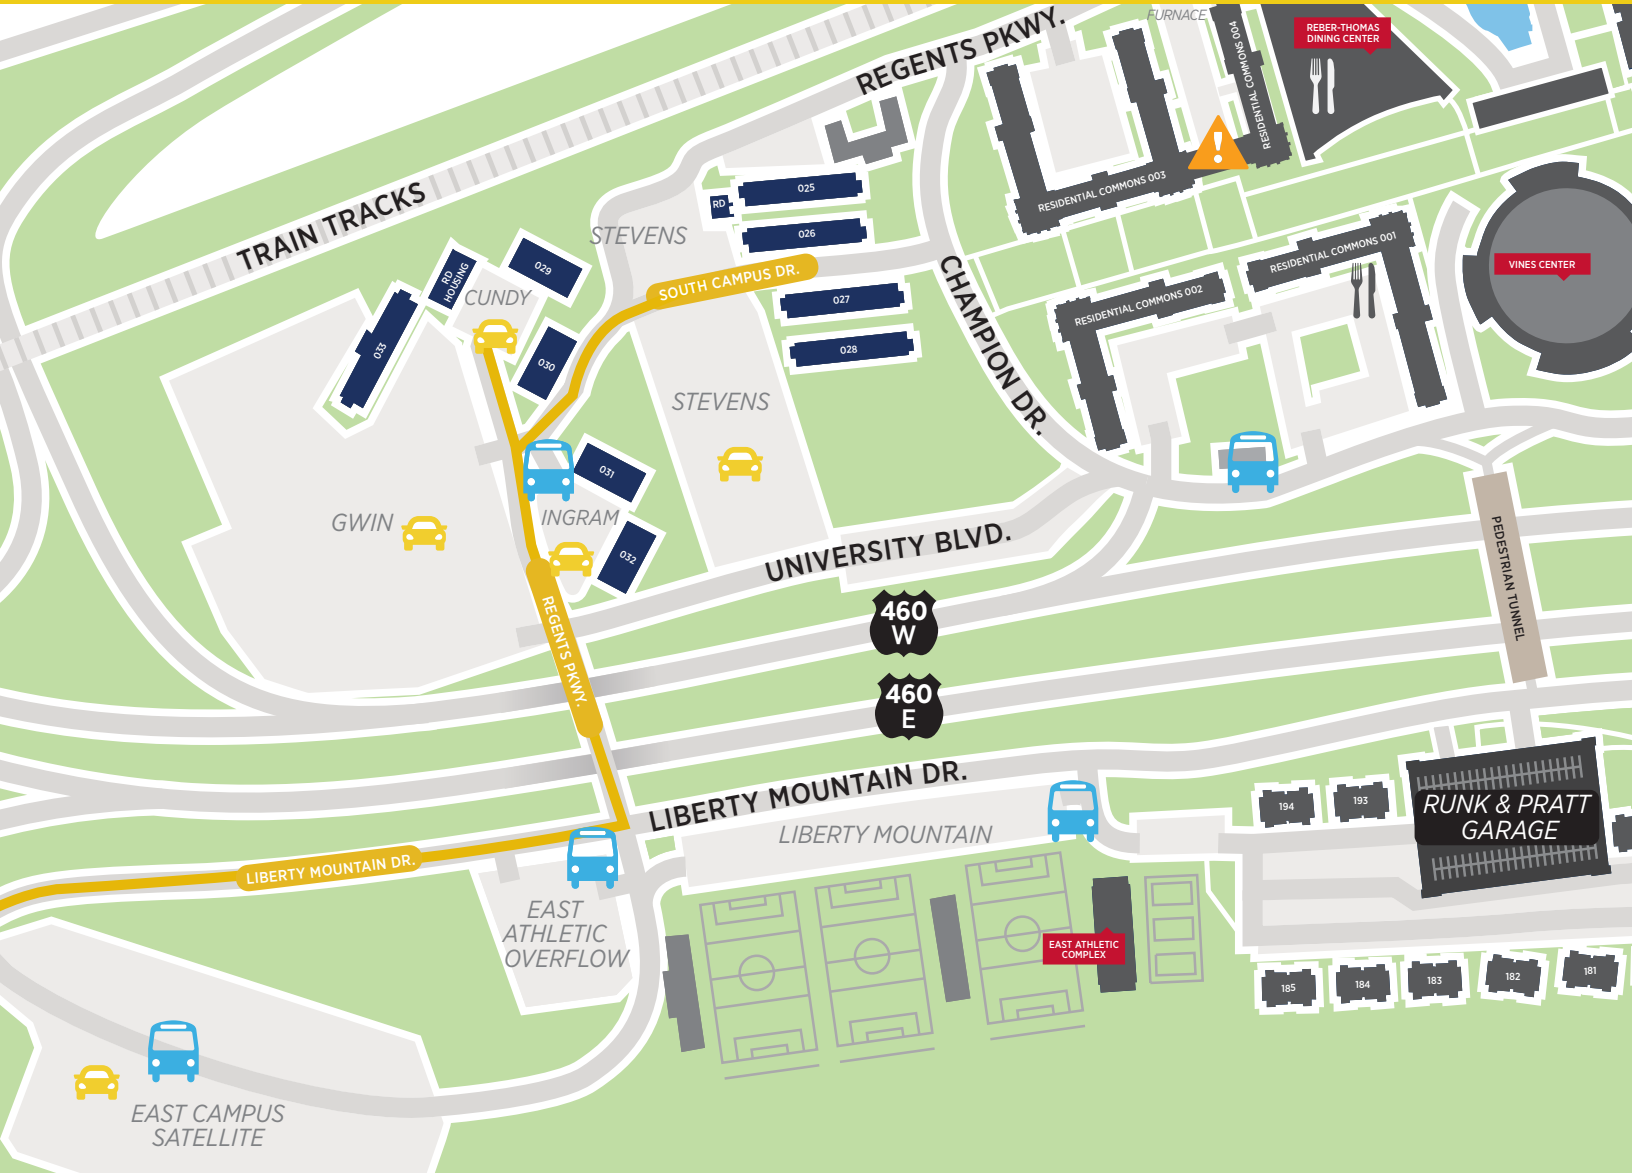 FURNACE
REGENTS PKWY.
RESIDENTIAL COMMONS 004
REBER-THOMAS
DINING CENTER
TRAIN TRACKS
RD
025
026
RESIDENTIAL COMMONS 003
STEVENS
SOUTH CAMPUS DR.
RD
HOUSING
029
CUNDY
033
030
027
028
CHAMPION DR.
RESIDENTIAL COMMONS 001
RESIDENTIAL COMMONS 002
VINES CENTER
STEVENS
031
GWIN
INGRAM
032
UNIVERSITY BLVD.
PEDESTRIAN TUNNEL
460
W
REGENTS PKWY.
460
E
LIBERTY MOUNTAIN DR.
LIBERTY MOUNTAIN
194
193
RUNK & PRATT
GARAGE
LIBERTY MOUNTAIN DR.
EAST
ATHLETIC
OVERFLOW
EAST ATHLETIC
COMPLEX
185
184
183
182
181
EAST CAMPUS
SATELLITE